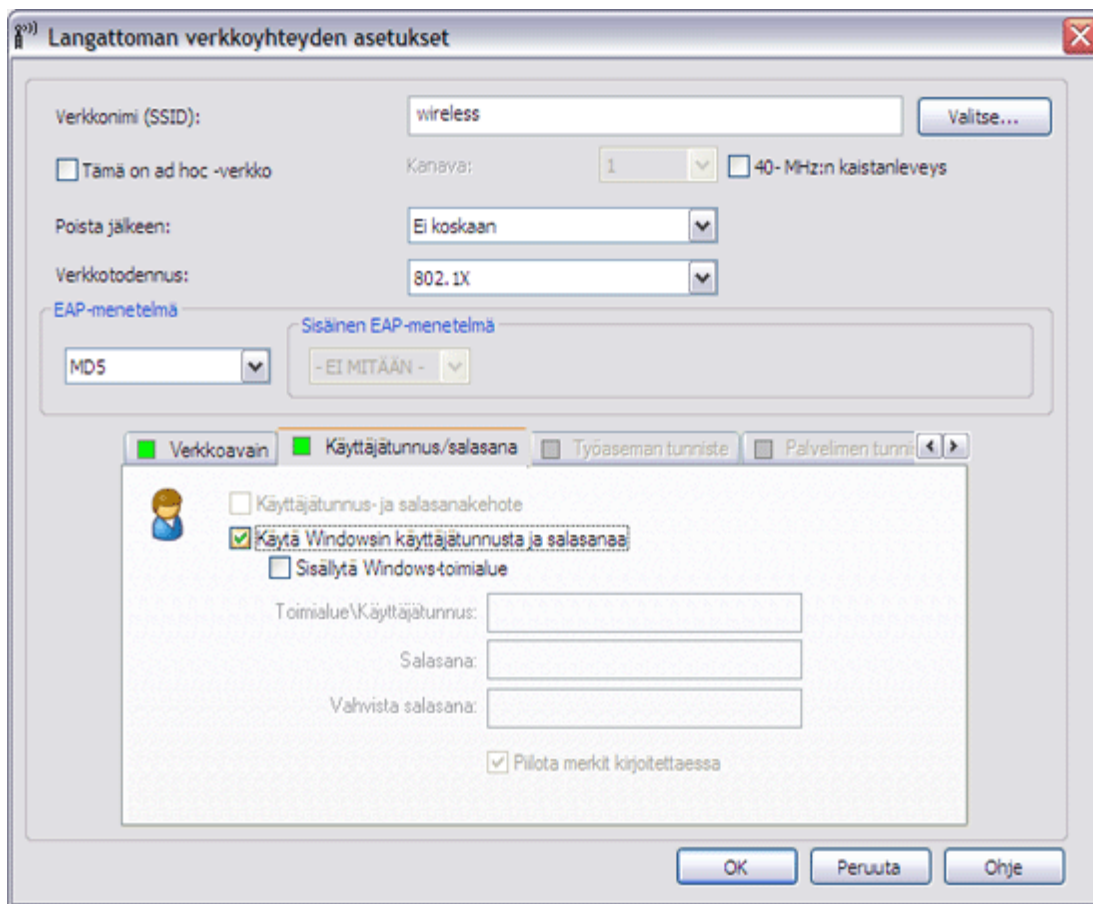 Langattoman verkkoyhteyden asetukset
Verkkonimi (SSID): wireless Valitse...
Tämä on ad hoc -verkko Kanava: 1 40- MHz:n kaistanleveys
Poista jälkeen: Ei koskaan
Verkkotodennus: 802.1X
EAP-menetelmä
Sisäinen EAP-menetelmä
MD5 - EI MITÄÄN -
Verkkoavain Käyttäjätunnus/salasana Työaseman tunniste Palvelimen
Käyttäjätunnus- ja salasanakehote
Käytä Windowsin käyttäjätunnusta ja salasanaa
Sisällytä Windows-toimialue
Toimialue\Käyttäjätunnus:
Salasana:
Vahvista salasana:
Piilota merkit kirjoitettaessa
OK Peruuta Ohje